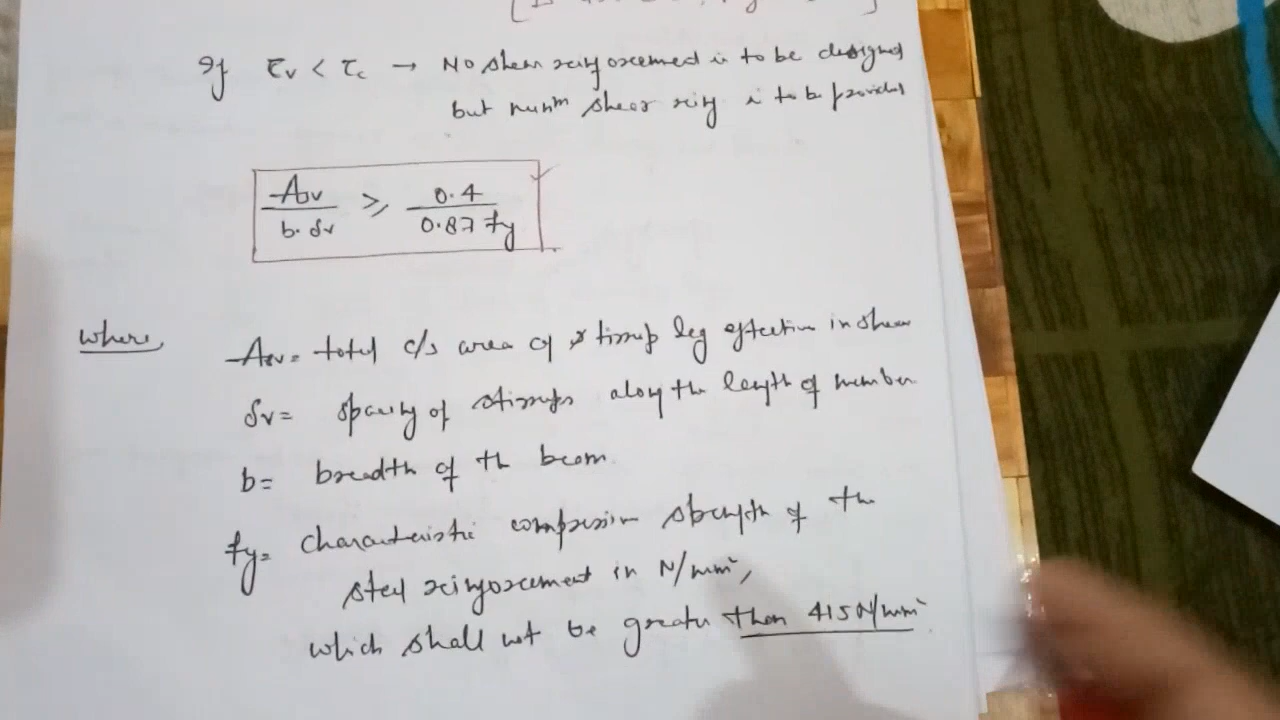 If τv < τc → No shear reinforcement is to be designed
but minm shear reinf is to be provided
Asv / b. Sv ≥ 0.4 / 0.87 fy
where,
Asv = total c/s area of stirrup leg effective in shear
Sv = spacing of stirrups along the length of member
b = breadth of the beam.
fy = characteristic compression strength of the
steel reinforcement in N/mm²,
which shall not be greater than 415 N/mm²